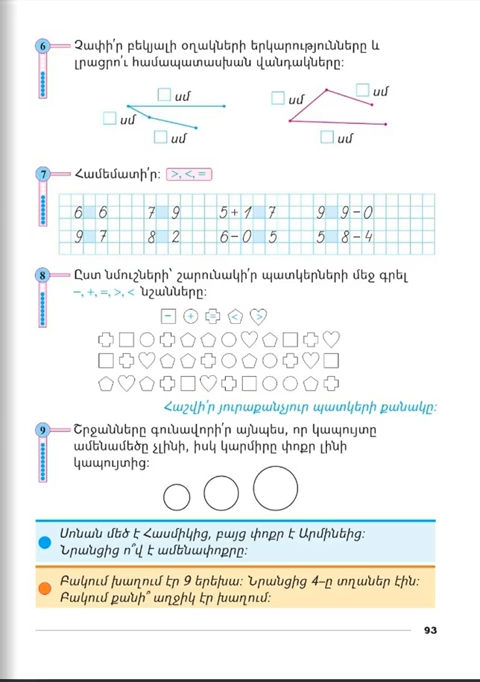 6 Չափի՛ր բեկյալի օղակների երկարությունները և
լրացրո՛ւ համապատասխան վանդակները։
սմ սմ
սմ սմ
սմ սմ
7 Համեմատի՛ր։ >, <, =
6 6 7 9 5+1 7 9 9-0
9 7 8 2 6-0 5 5 8-4
8 Ըստ նմուշների՝ շարունակի՛ր պատկերների մեջ գրել
−, +, =, >, < նշանները։
− + = < >
Հաշվի՛ր յուրաքանչյուր պատկերի քանակը։
9 Շրջանները գունավորի՛ր այնպես, որ կապույտը
ամենամեծը չլինի, իսկ կարմիրը փոքր լինի
կապույտից։
Սոնան մեծ է Հասմիկից, բայց փոքր է Արմինեից։
Նրանցից ո՞վ է ամենափոքրը։
Բակում խաղում էր 9 երեխա։ Նրանցից 4–ը տղաներ էին։
Բակում քանի՞ աղջիկ էր խաղում։
93